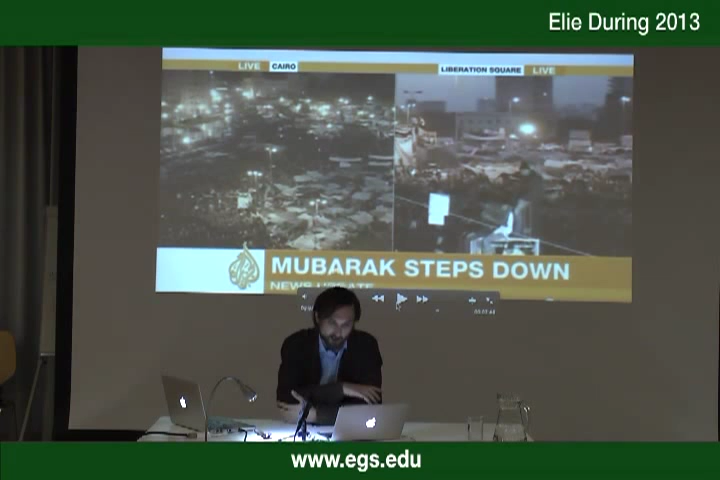 Elie During 2013
LIVE CAIRO
LIBERATION SQUARE LIVE
MUBARAK STEPS DOWN
NEWS UPDATE
www.egs.edu